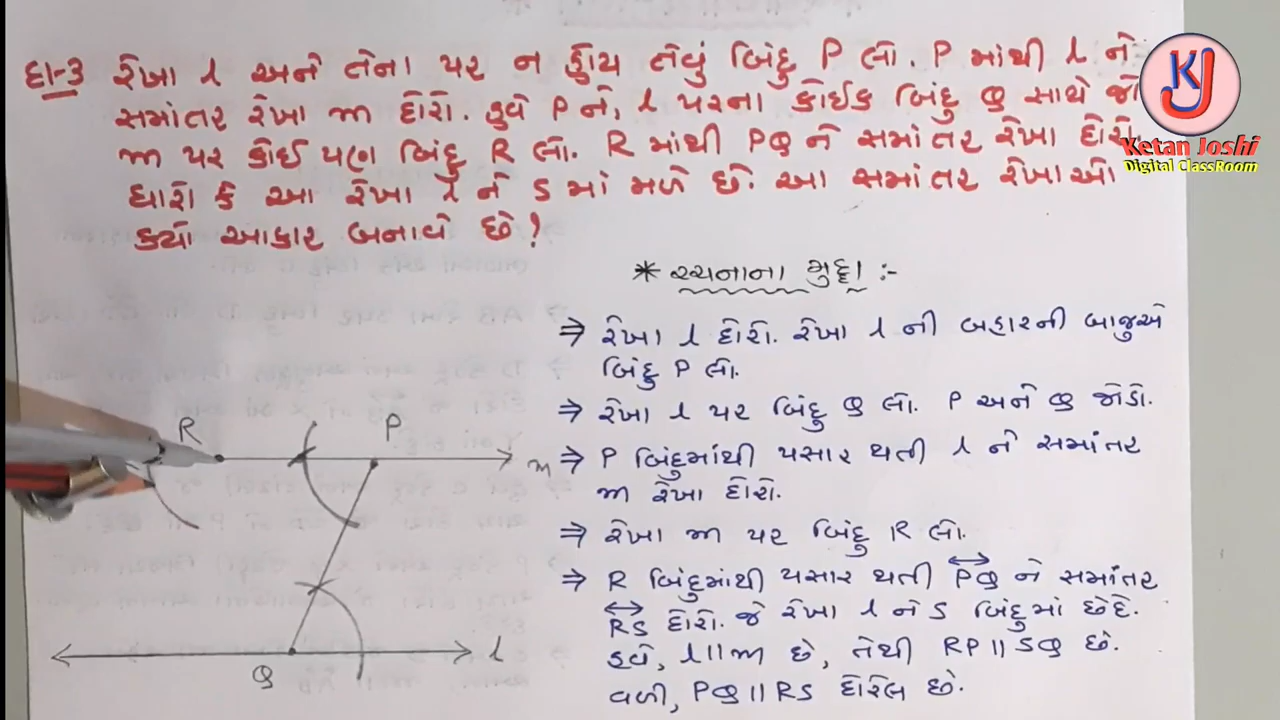 દા-૩ રેખા l અને તેના પર ન હોય તેવું બિંદુ P લો. P માંથી l ને
સમાંતર રેખા m દોરો. હવે P ને, l પરના કોઈક બિંદુ Q સાથે જો
m પર કોઈ પણ બિંદુ R લો. R માંથી PQ ને સમાંતર રેખા દોરો.
ધારો કે આ રેખા l ને S માં મળે છે. આ સમાંતર રેખાઓ
ક્યો આકાર બનાવે છે?
KJ
Ketan Joshi
Digital ClassRoom
* રચનાના મુદ્દા :-
⇒ રેખા l દોરો. રેખા l ની બહારની બાજુએ
બિંદુ P લો.
⇒ રેખા l પર બિંદુ Q લો. P અને Q જોડો.
⇒ P બિંદુમાંથી પસાર થતી l ને સમાંતર
m રેખા દોરો.
⇒ રેખા m પર બિંદુ R લો.
⇒ R બિંદુમાંથી પસાર થતી PQ ને સમાંતર
RS દોરો. જે રેખા l ને S બિંદુમાં છેદે.
હવે, l || m છે, તેથી RP || SQ છે.
વળી, PQ || RS દોરેલ છે.
R
P
m
l
Q